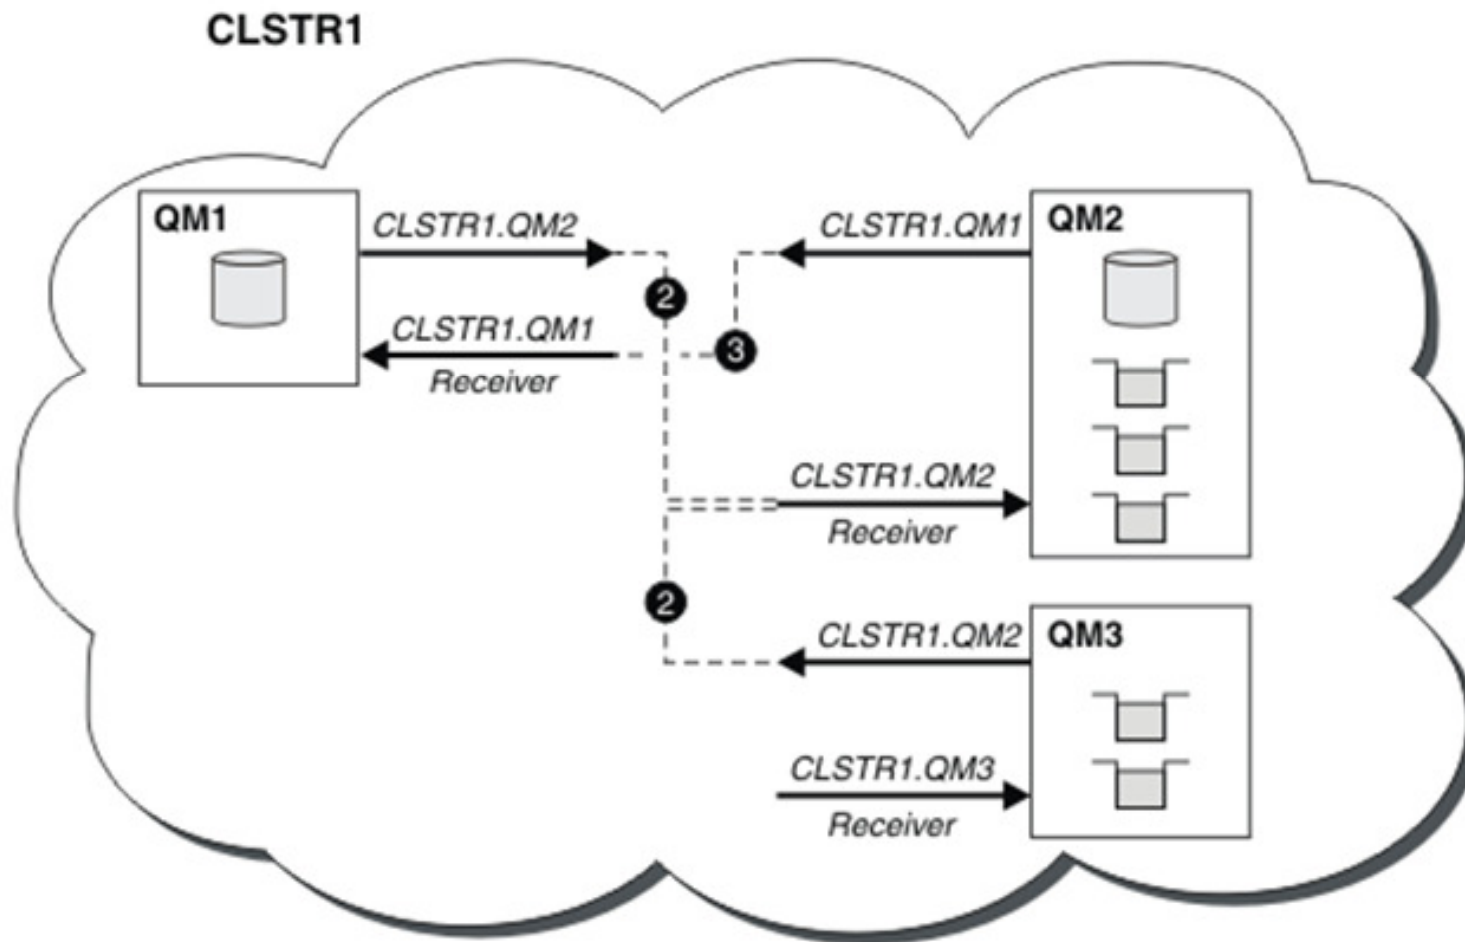 CLSTR1
QM1
CLSTR1.QM2
CLSTR1.QM1
QM2
2
CLSTR1.QM1
3
Receiver
CLSTR1.QM2
Receiver
2
CLSTR1.QM2
QM3
CLSTR1.QM3
Receiver